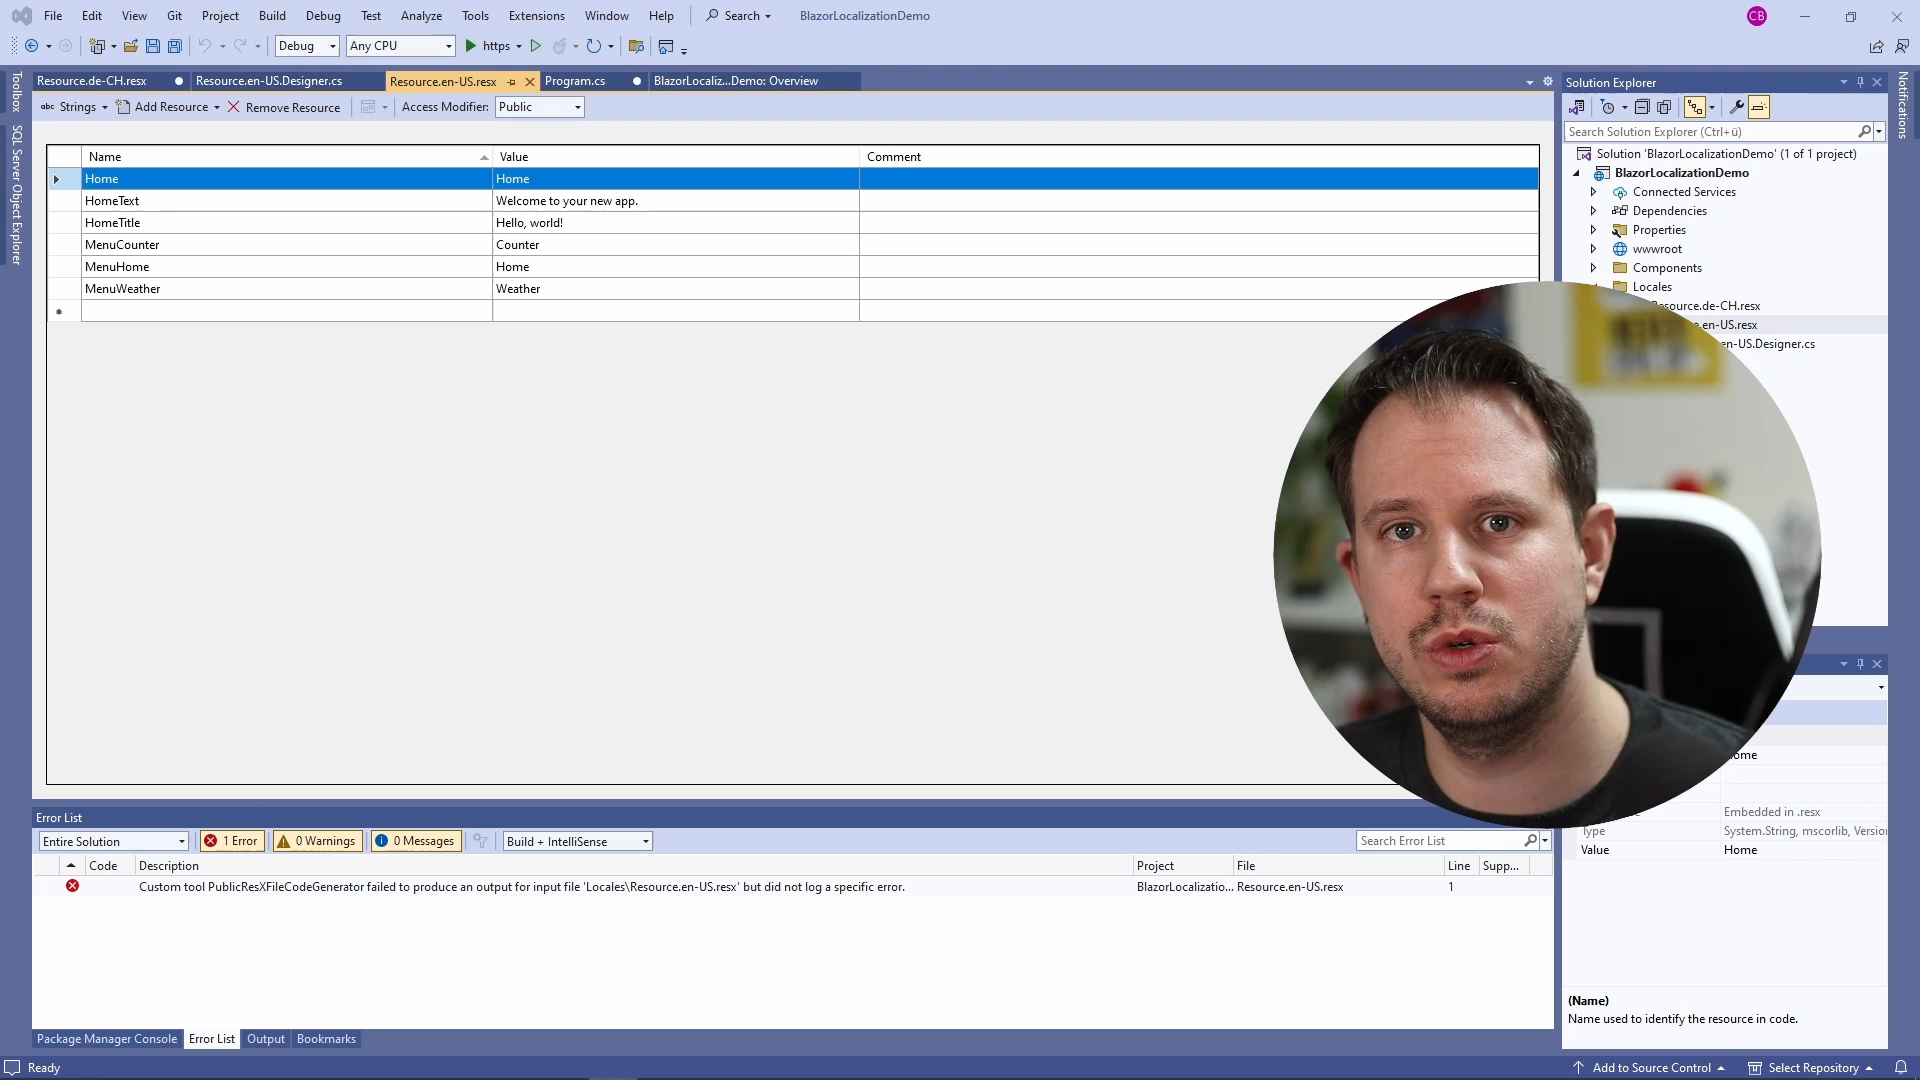 File Edit View Git Project Build Debug Test Analyze Tools Extensions Window Help Search BlazorLocalizationDemo CB
Debug Any CPU https
Resource.de-CH.resx Resource.en-US.Designer.cs Resource.en-US.resx Program.cs BlazorLocaliz...Demo: Overview
abc Strings Add Resource Remove Resource Access Modifier: Public
Name Value Comment
Home Home
HomeText Welcome to your new app.
HomeTitle Hello, world!
MenuCounter Counter
MenuHome Home
MenuWeather Weather
Toolbox
SQL Server Object Explorer
Solution Explorer
Search Solution Explorer (Ctrl+ü)
Solution 'BlazorLocalizationDemo' (1 of 1 project)
BlazorLocalizationDemo
Connected Services
Dependencies
Properties
wwwroot
Components
Locales
Resource.de-CH.resx
e.en-US.resx
en-US.Designer.cs
Notifications
ome
Embedded in .resx
Type System.String, mscorlib, Version
Value Home
(Name)
Name used to identify the resource in code.
Error List
Entire Solution 1 Error 0 Warnings 0 Messages Build + IntelliSense Search Error List
Code Description Project File Line Supp...
Custom tool PublicResXFileCodeGenerator failed to produce an output for input file 'Locales\Resource.en-US.resx' but did not log a specific error. BlazorLocalizatio... Resource.en-US.resx 1
Package Manager Console Error List Output Bookmarks
Ready Add to Source Control Select Repository